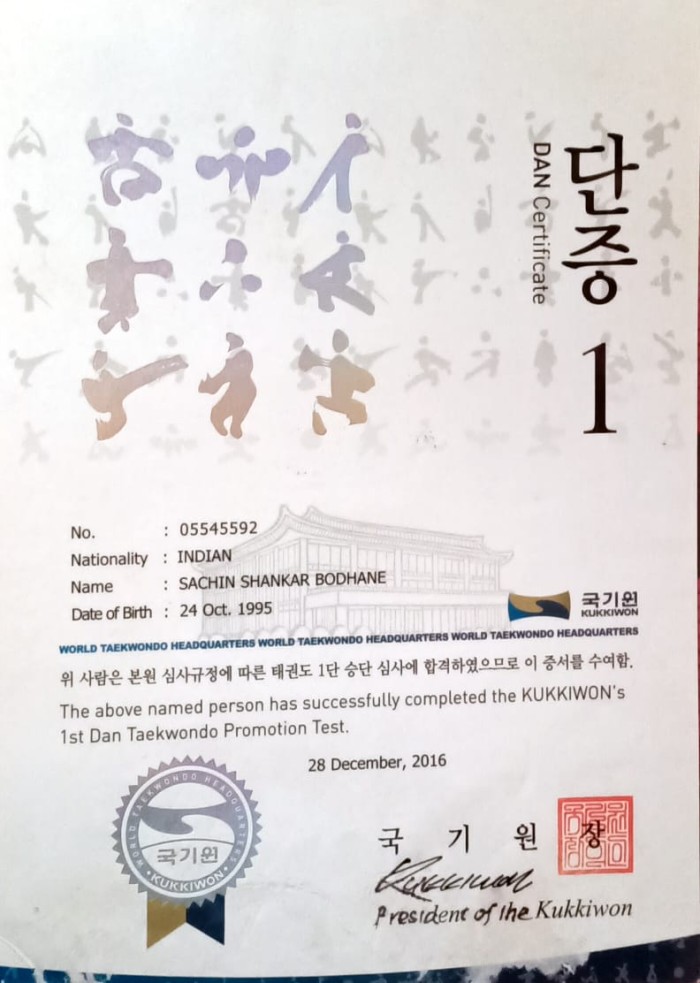 단증
DAN Certificate
1
No. : 05545592
Nationality : INDIAN
Name : SACHIN SHANKAR BODHANE
Date of Birth : 24 Oct. 1995
국기원
KUKKIWON
WORLD TAEKWONDO HEADQUARTERS WORLD TAEKWONDO HEADQUARTERS WORLD TAEKWONDO HEADQUARTERS
위 사람은 본원 심사규정에 따른 태권도 1단 승단 심사에 합격하였으므로 이 증서를 수여함.
The above named person has successfully completed the KUKKIWON's
1st Dan Taekwondo Promotion Test.
28 December, 2016
WORLD TAEKWONDO HEADQUARTERS
국기원
KUKKIWON
국 기 원 장
Kukkiwon
President of the Kukkiwon